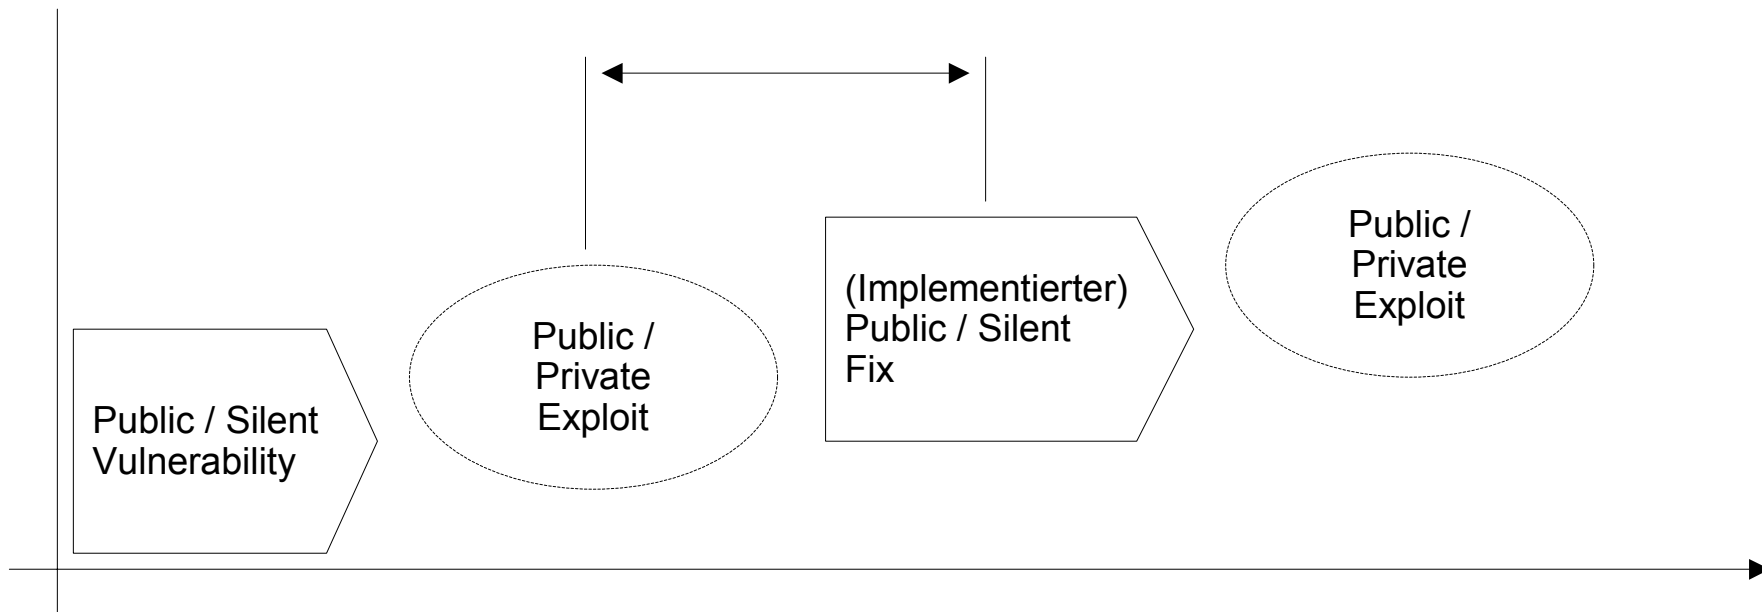 Public / Silent
Vulnerability
Public /
Private
Exploit
(Implementierter)
Public / Silent
Fix
Public /
Private
Exploit